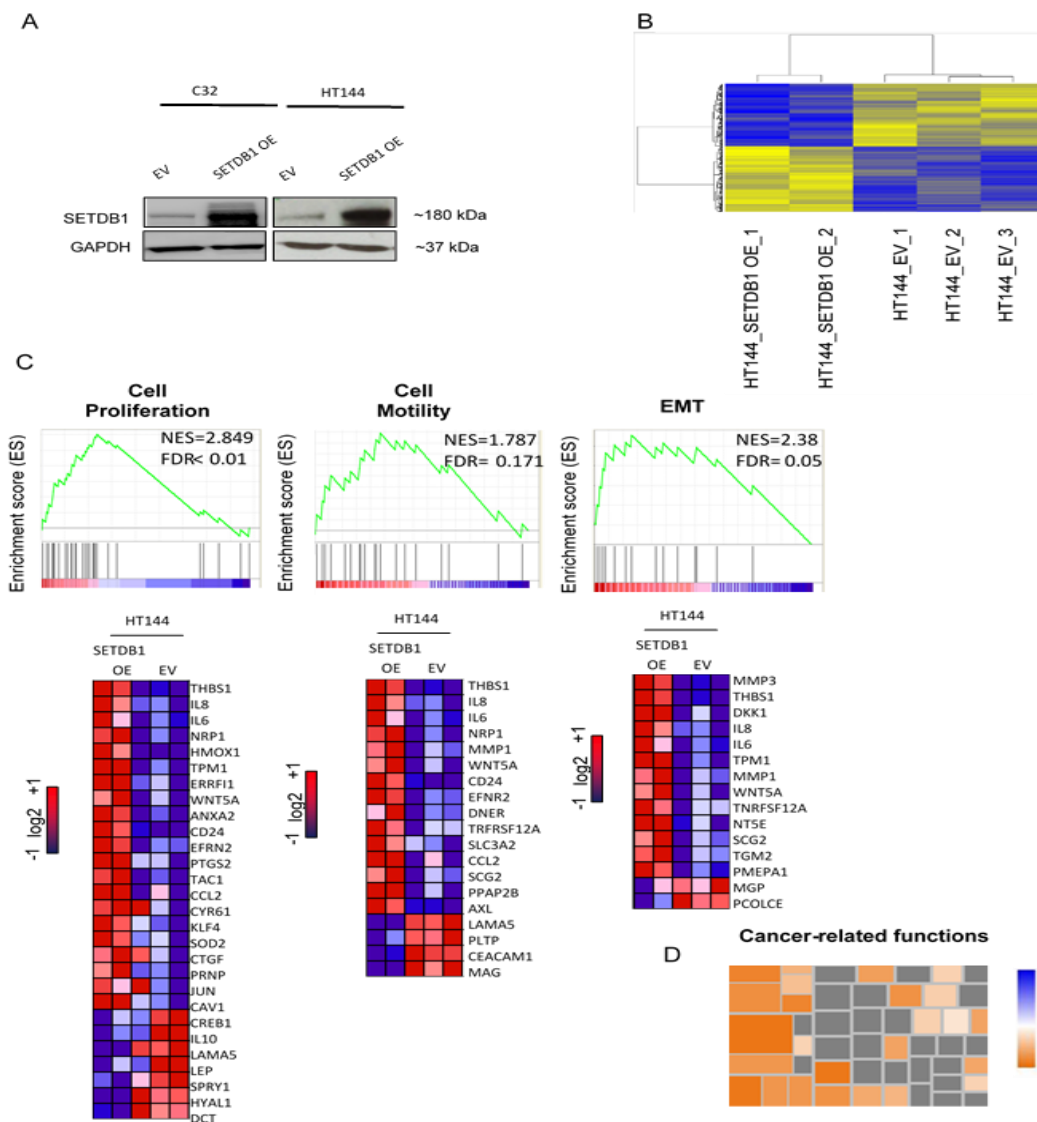 A
C32 HT144
EV SETDB1 OE EV SETDB1 OE
SETDB1 ~180 kDa
GAPDH ~37 kDa
B
HT144_SETDB1 OE_1
HT144_SETDB1 OE_2
HT144_EV_1
HT144_EV_2
HT144_EV_3
C
Cell
Proliferation
Enrichment score (ES)
NES=2.849
FDR< 0.01
Cell
Motility
Enrichment score (ES)
NES=1.787
FDR= 0.171
EMT
Enrichment score (ES)
NES=2.38
FDR= 0.05
HT144
SETDB1
OE EV
-1 log2 +1
THBS1
IL8
IL6
NRP1
HMOX1
TPM1
ERRFI1
WNT5A
ANXA2
CD24
EFRN2
PTGS2
TAC1
CCL2
CYR61
KLF4
SOD2
CTGF
PRNP
JUN
CAV1
CREB1
IL10
LAMA5
LEP
SPRY1
HYAL1
DCT
HT144
SETDB1
OE EV
-1 log2 +1
THBS1
IL8
IL6
NRP1
MMP1
WNT5A
CD24
EFNR2
DNER
TRFRSF12A
SLC3A2
CCL2
SCG2
PPAP2B
AXL
LAMA5
PLTP
CEACAM1
MAG
HT144
SETDB1
OE EV
-1 log2 +1
MMP3
THBS1
DKK1
IL8
IL6
TPM1
MMP1
WNT5A
TNRFSF12A
NT5E
SCG2
TGM2
PMEPA1
MGP
PCOLCE
D
Cancer-related functions